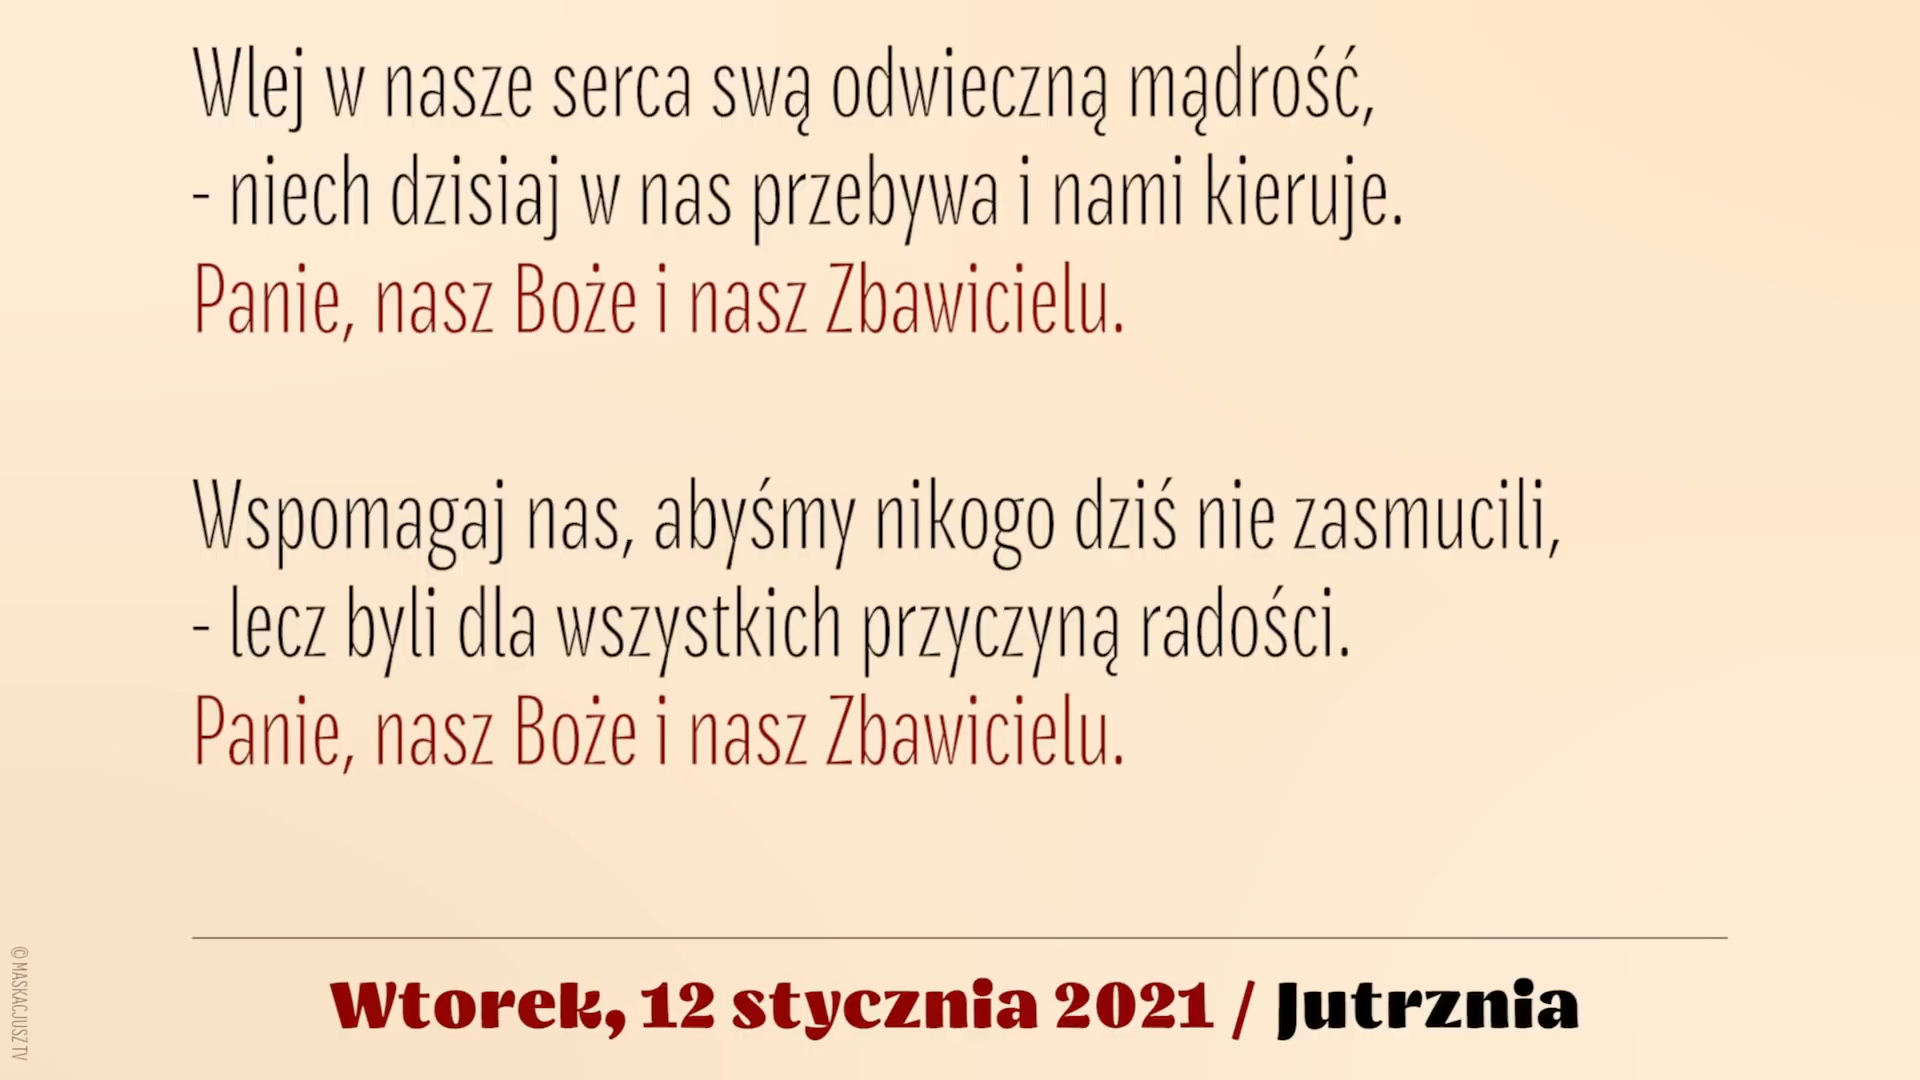 Wlej w nasze serca swą odwieczną mądrość,
- niech dzisiaj w nas przebywa i nami kieruje.
Panie, nasz Boże i nasz Zbawicielu.
Wspomagaj nas, abyśmy nikogo dziś nie zasmucili,
- lecz byli dla wszystkich przyczyną radości.
Panie, nasz Boże i nasz Zbawicielu.
Wtorek, 12 stycznia 2021 / Jutrznia
© MASKACJUSZ TV